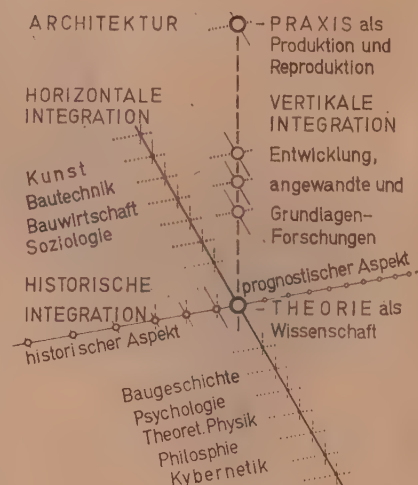 ARCHITEKTUR
– PRAXIS als
Produktion und
Reproduktion
HORIZONTALE
INTEGRATION
VERTIKALE
INTEGRATION
Kunst
Bautechnik
Bauwirtschaft
Soziologie
Entwicklung,
angewandte und
Grundlagen-
Forschungen
HISTORISCHE
INTEGRATION
prognostischer Aspekt
historischer Aspekt
– THEORIE als
Wissenschaft
Baugeschichte
Psychologie
Theoret. Physik
Philosphie
Kybernetik